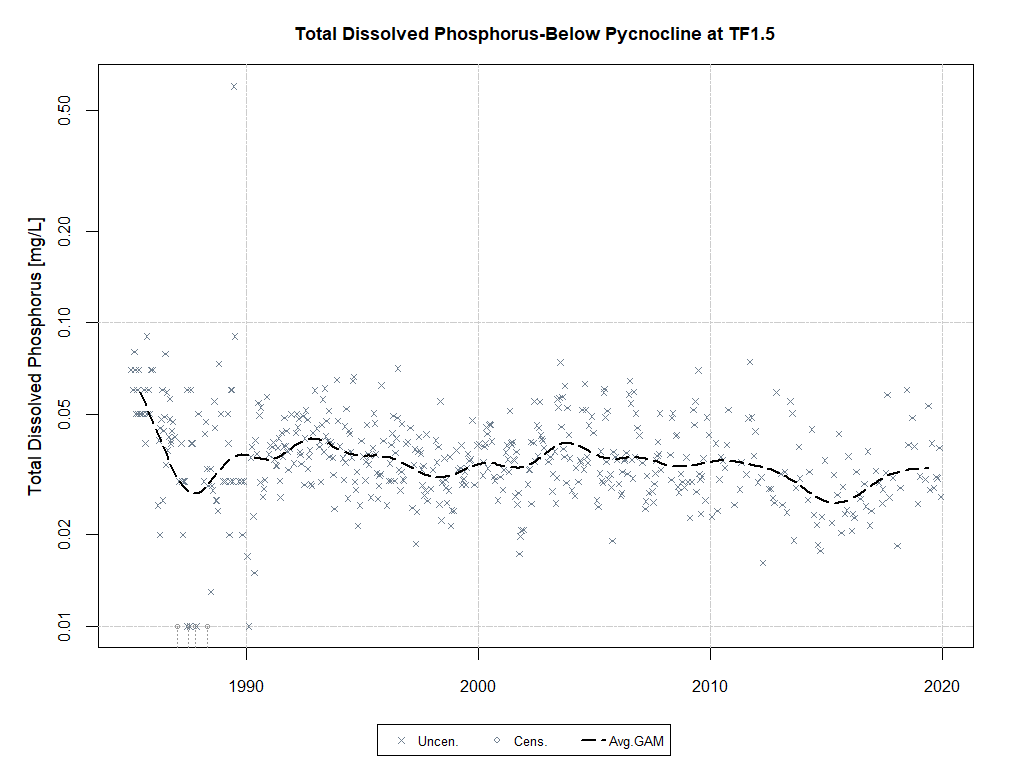 Total Dissolved Phosphorus-Below Pycnocline at TF1.5
Total Dissolved Phosphorus [mg/L]
0.50
0.20
0.10
0.05
0.02
0.01
1990 2000 2010 2020
Uncen. Cens. Avg.GAM